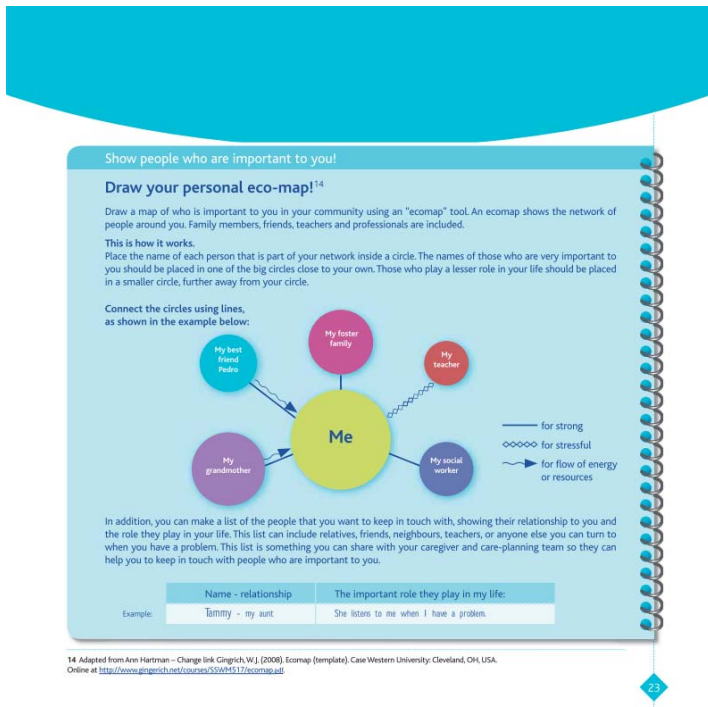 Show people who are important to you!
Draw your personal eco-map!14
Draw a map of who is important to you in your community using an "ecomap" tool. An ecomap shows the network of
people around you. Family members, friends, teachers and professionals are included.
This is how it works.
Place the name of each person that is part of your network inside a circle. The names of those who are very important to
you should be placed in one of the big circles close to your own. Those who play a lesser role in your life should be placed
in a smaller circle, further away from your circle.
Connect the circles using lines,
as shown in the example below:
My best
friend
Pedro
My foster
family
My
teacher
Me
My
grandmother
My social
worker
for strong
for stressful
for flow of energy
or resources
In addition, you can make a list of the people that you want to keep in touch with, showing their relationship to you and
the role they play in your life. This list can include relatives, friends, neighbours, teachers, or anyone else you can turn to
when you have a problem. This list is something you can share with your caregiver and care-planning team so they can
help you to keep in touch with people who are important to you.
Name - relationship The important role they play in my life:
Example: Tammy - my aunt She listens to me when I have a problem.
14 Adapted from Ann Hartman – Change link Gingrich, W.J. (2008). Ecomap {template}. Case Western University: Cleveland, OH, USA.
Online at http://www.gingerich.net/courses/SSWM517/ecomap.pdf.
23